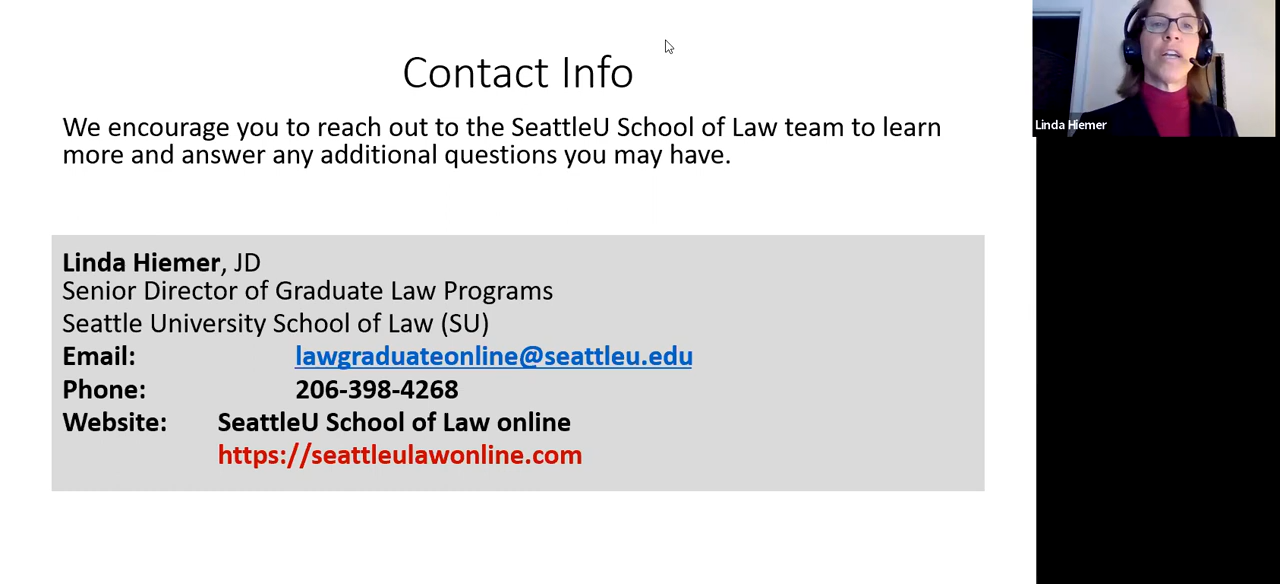 Contact Info
We encourage you to reach out to the SeattleU School of Law team to learn
more and answer any additional questions you may have.
Linda Hiemer, JD
Senior Director of Graduate Law Programs
Seattle University School of Law (SU)
Email: lawgraduateonline@seattleu.edu
Phone: 206-398-4268
Website: SeattleU School of Law online
https://seattleulawonline.com
Linda Hiemer